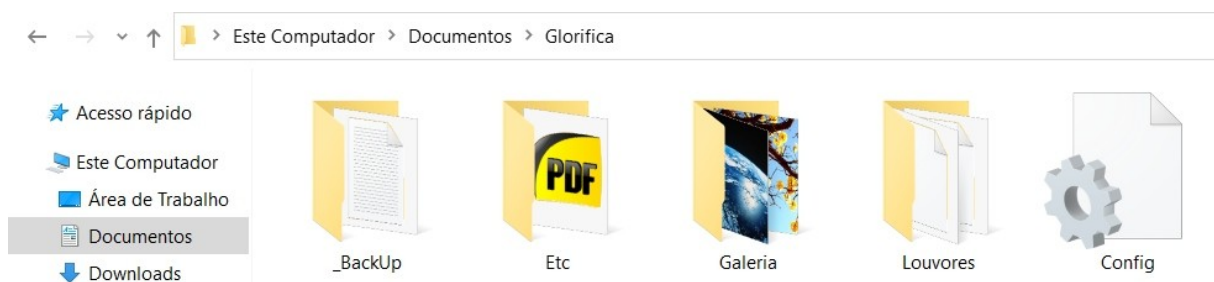 Este Computador > Documentos > Glorifica
Acesso rápido
Este Computador
Área de Trabalho
Documentos
Downloads
PDF
_BackUp
Etc
Galeria
Louvores
Config